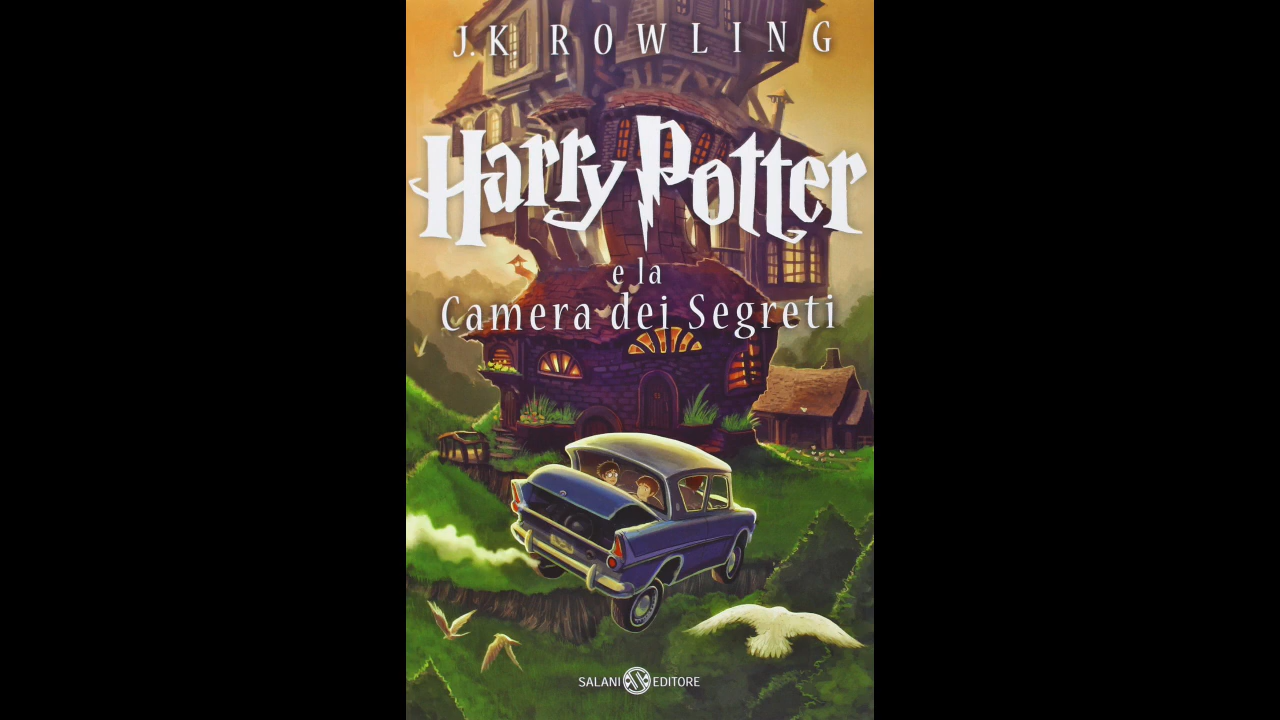 J.K. ROWLING
Harry Potter
e la
Camera dei Segreti
SALANI EDITORE